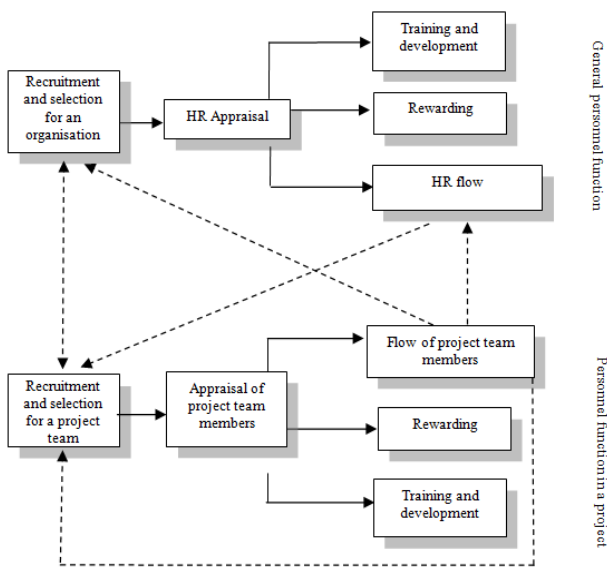 Training and
development
Recruitment
and selection
for an
organisation
HR Appraisal
Rewarding
HR flow
General personnel function
Flow of project team
members
Recruitment
and selection
for a project
team
Appraisal of
project team
members
Rewarding
Training and
development
Personnel function in a project